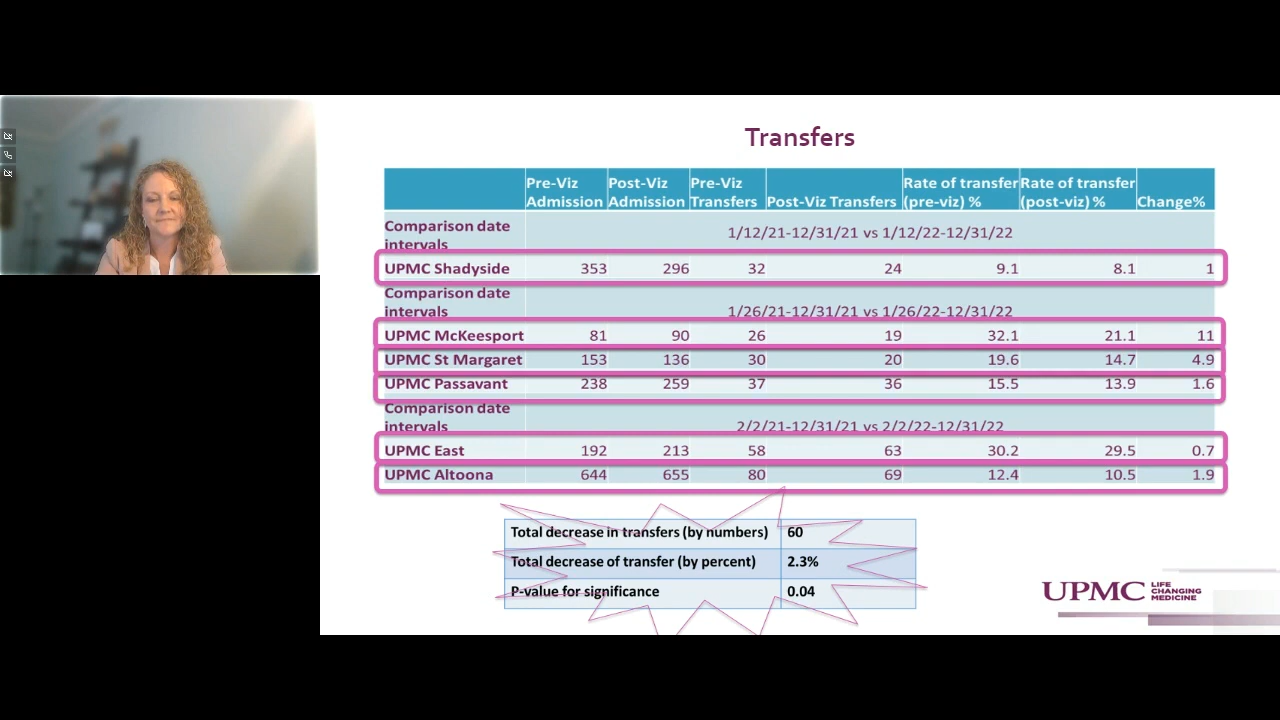 Transfers
Pre-Viz Admission Post-Viz Admission Pre-Viz Transfers Post-Viz Transfers Rate of transfer (pre-viz) % Rate of transfer (post-viz) % Change%
Comparison date intervals 1/12/21-12/31/21 vs 1/12/22-12/31/22
UPMC Shadyside 353 296 32 24 9.1 8.1 1
Comparison date intervals 1/26/21-12/31/21 vs 1/26/22-12/31/22
UPMC McKeesport 81 90 26 19 32.1 21.1 11
UPMC St Margaret 153 136 30 20 19.6 14.7 4.9
UPMC Passavant 238 259 37 36 15.5 13.9 1.6
Comparison date intervals 2/2/21-12/31/21 vs 2/2/22-12/31/22
UPMC East 192 213 58 63 30.2 29.5 0.7
UPMC Altoona 644 655 80 69 12.4 10.5 1.9
Total decrease in transfers (by numbers) 60
Total decrease of transfer (by percent) 2.3%
P-value for significance 0.04
UPMC LIFE CHANGING MEDICINE